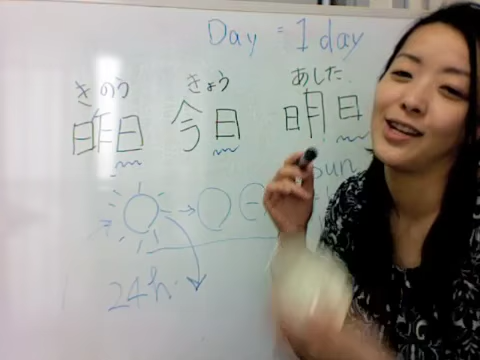 Day = 1 day
きのう きょう あした
昨日 今日 明日
sun
24h